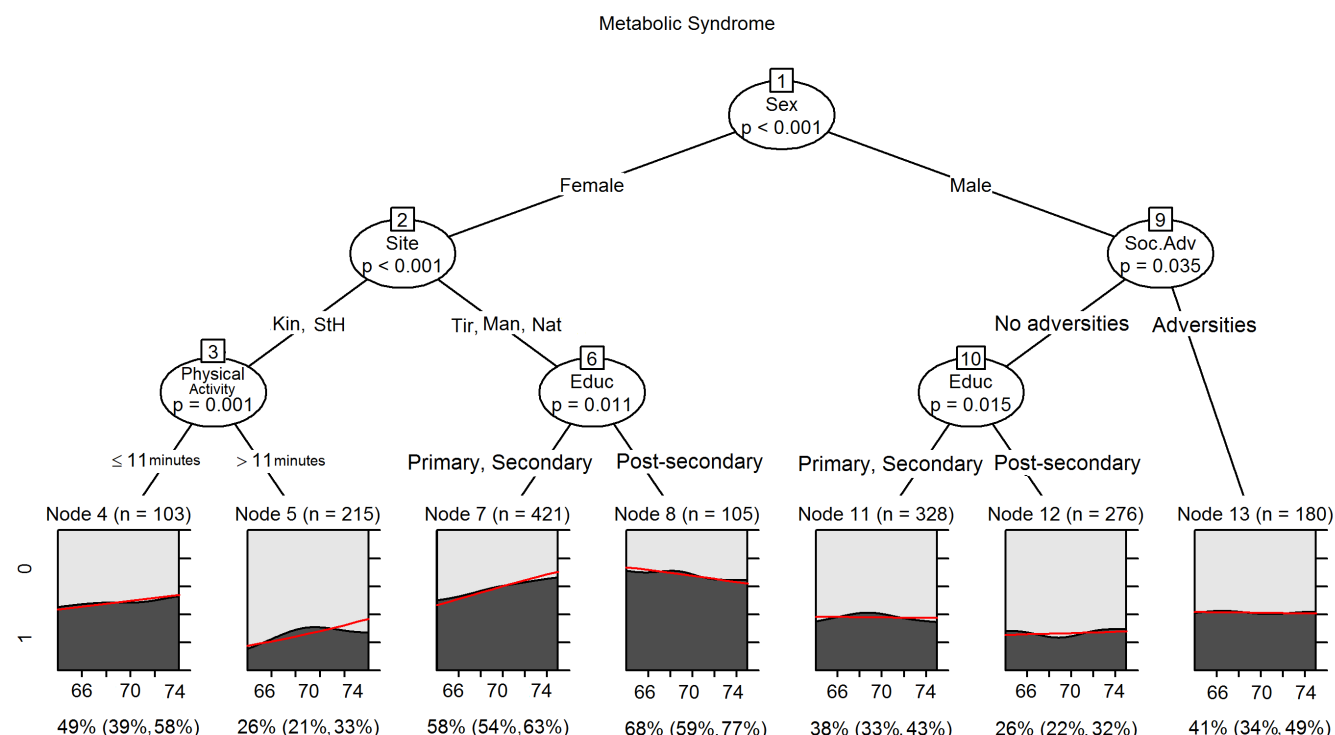 Metabolic Syndrome
1
Sex
p < 0.001
Female
Male
2
Site
p < 0.001
9
Soc.Adv
p = 0.035
Kin, StH
Tir, Man, Nat
No adversities
Adversities
3
Physical
Activity
p = 0.001
6
Educ
p = 0.011
10
Educ
p = 0.015
≤ 11 minutes
> 11 minutes
Primary, Secondary
Post-secondary
Primary, Secondary
Post-secondary
Node 4 (n = 103)
Node 5 (n = 215)
Node 7 (n = 421)
Node 8 (n = 105)
Node 11 (n = 328)
Node 12 (n = 276)
Node 13 (n = 180)
0
1
66 70 74
66 70 74
66 70 74
66 70 74
66 70 74
66 70 74
66 70 74
49% (39%, 58%)
26% (21%, 33%)
58% (54%, 63%)
68% (59%, 77%)
38% (33%, 43%)
26% (22%, 32%)
41% (34%, 49%)